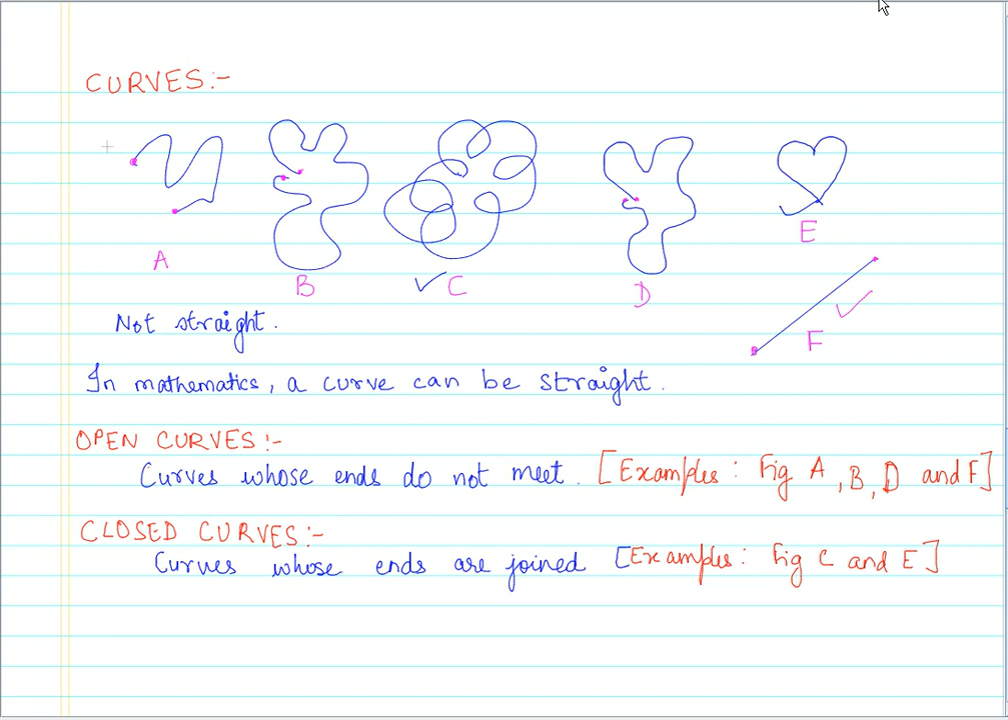 CURVES:-
A
B
C
D
E
F
Not straight.
In mathematics, a curve can be straight.
OPEN CURVES:-
Curves whose ends do not meet. [Examples: Fig A, B, D and F]
CLOSED CURVES:-
Curves whose ends are joined [Examples: Fig C and E]